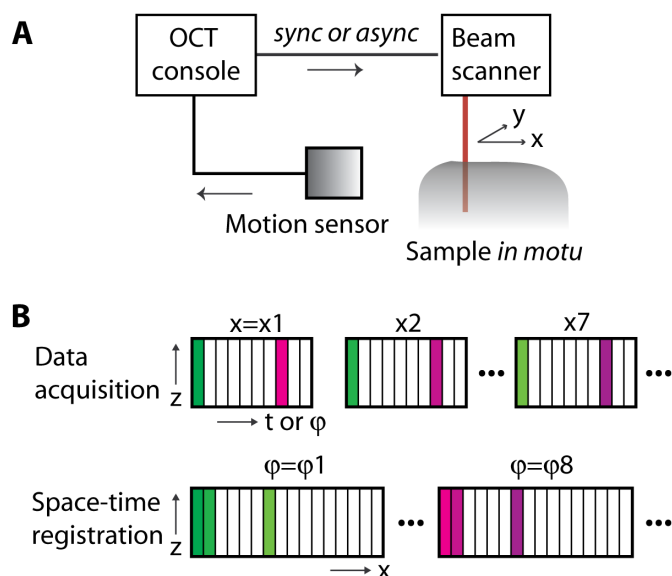 A
OCT
console
sync or async
Beam
scanner
y
x
Motion sensor
Sample in motu
B
x=x1
x2
x7
Data
acquisition
z
t or φ
φ=φ1
φ=φ8
Space-time
registration
z
x